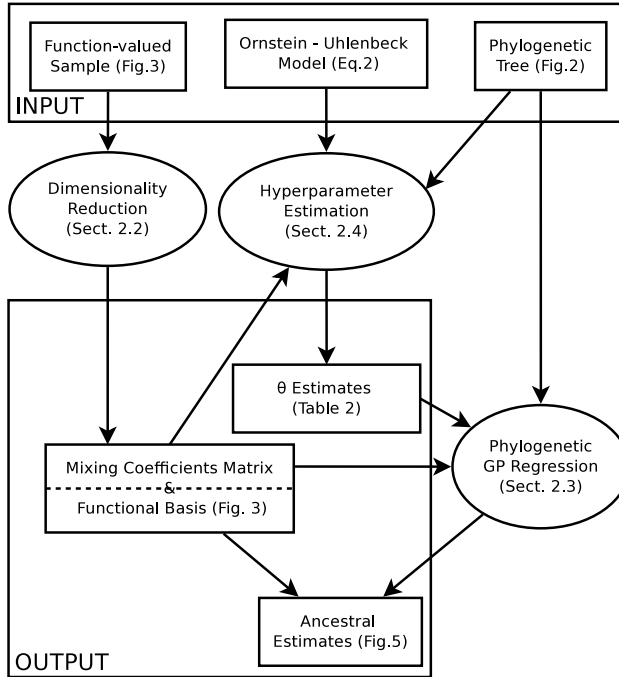 Function-valued
Sample (Fig.3)
Ornstein - Uhlenbeck
Model (Eq.2)
Phylogenetic
Tree (Fig.2)
INPUT
Dimensionality
Reduction
(Sect. 2.2)
Hyperparameter
Estimation
(Sect. 2.4)
θ Estimates
(Table 2)
Mixing Coefficients Matrix
&
Functional Basis (Fig. 3)
Phylogenetic
GP Regression
(Sect. 2.3)
Ancestral
Estimates (Fig.5)
OUTPUT